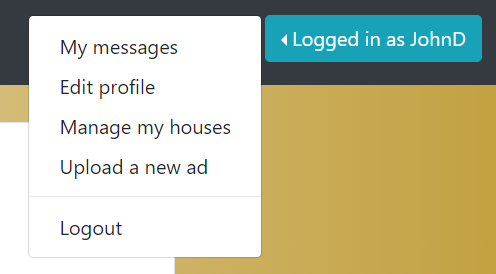 My messages
Edit profile
Manage my houses
Upload a new ad
Logout
Logged in as JohnD